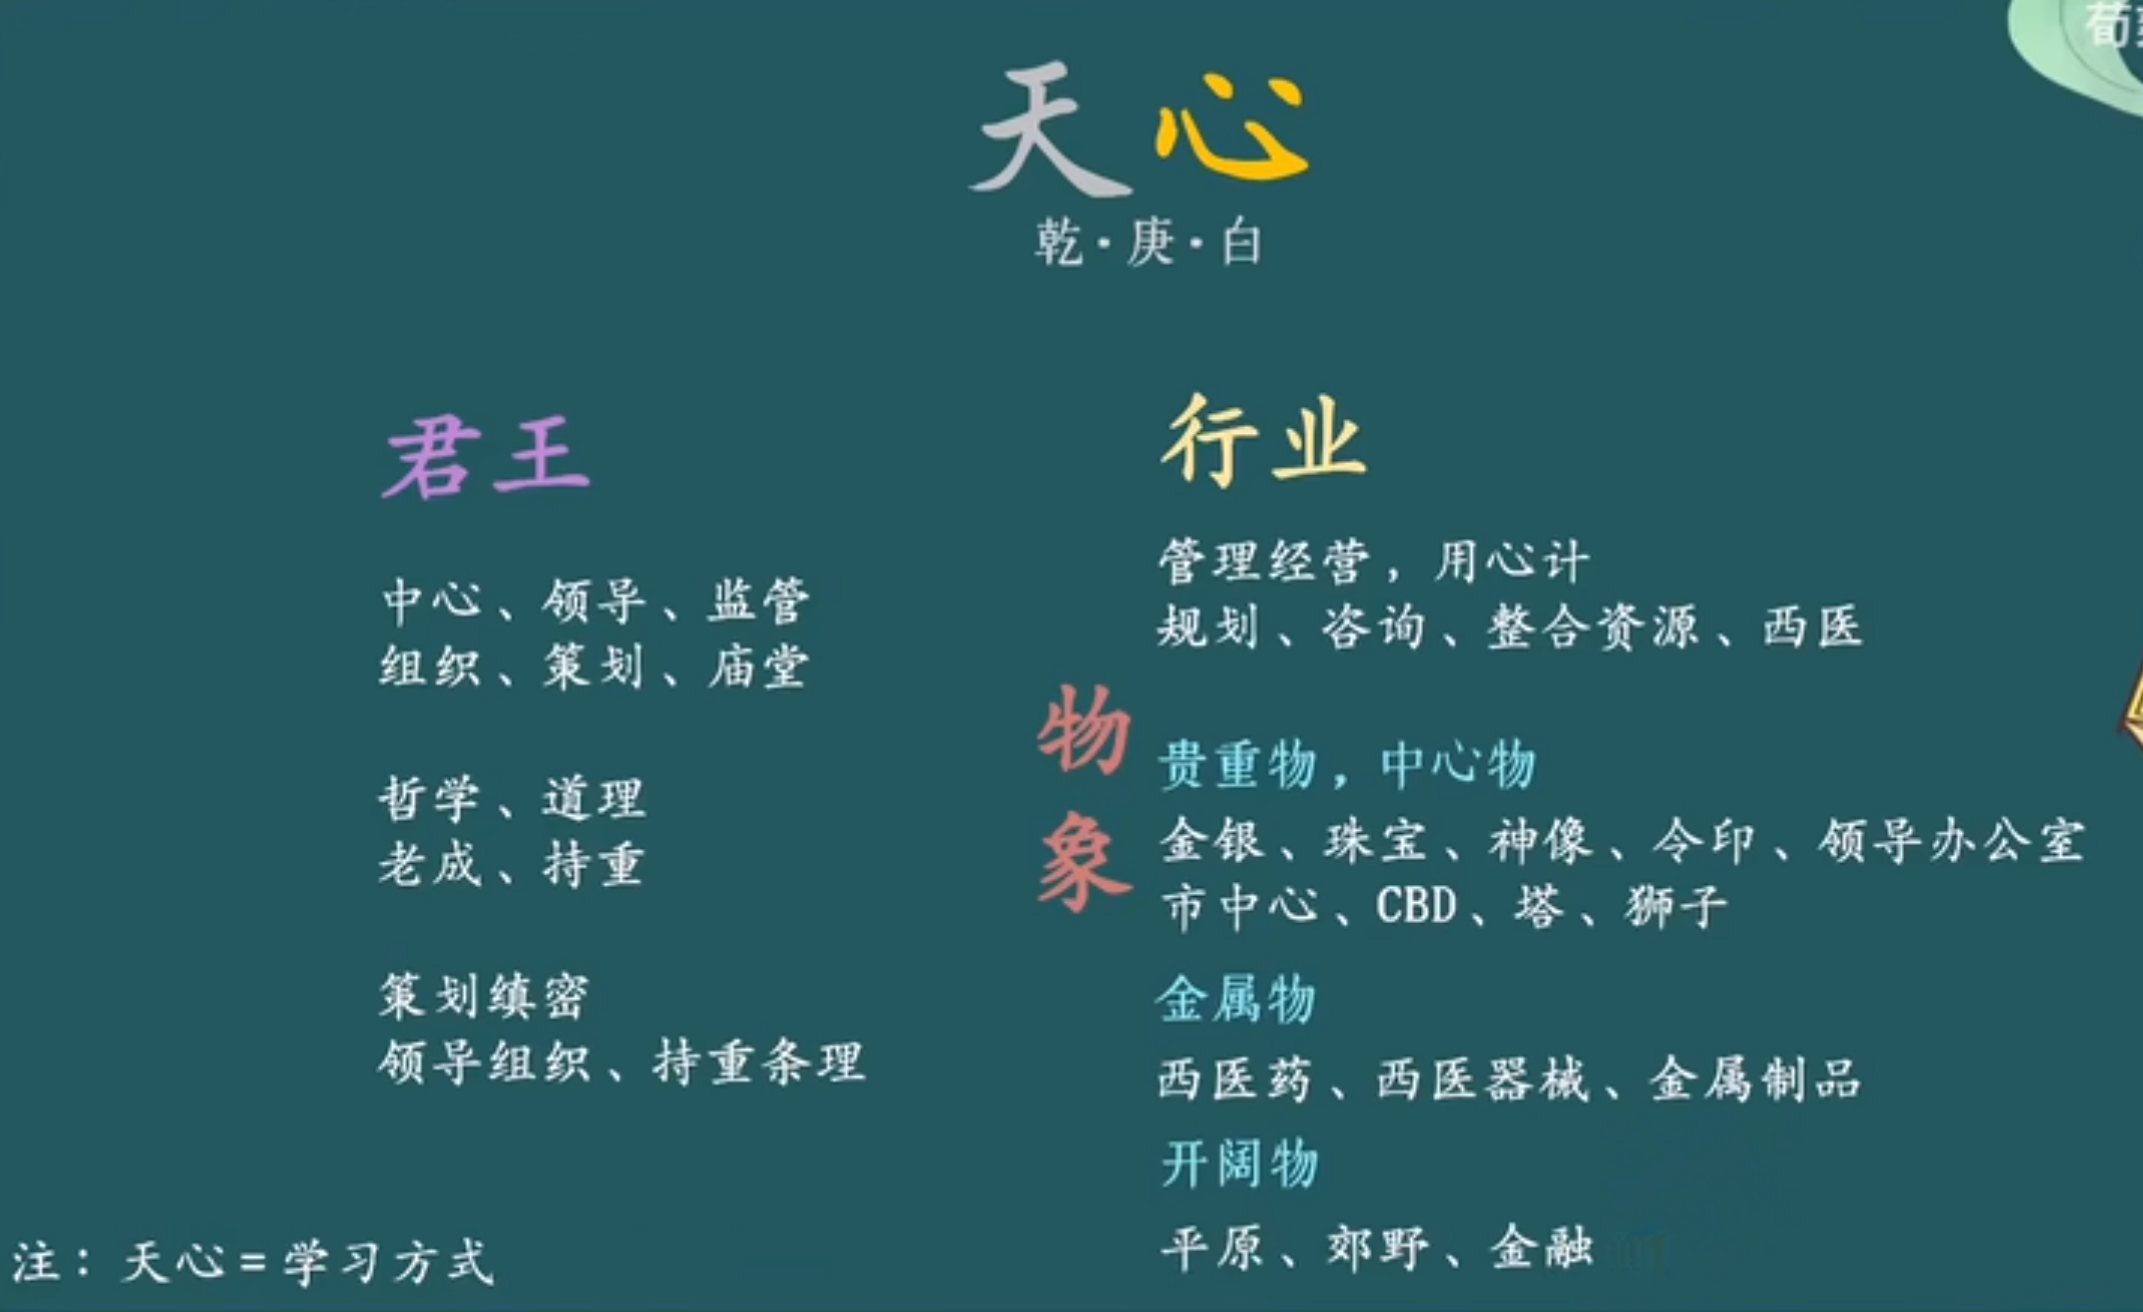 天心
乾·庚·白
君王
中心、领导、监管
组织、策划、庙堂
哲学、道理
老成、持重
策划缜密
领导组织、持重条理
行业
管理经营，用心计
规划、咨询、整合资源、西医
物象
贵重物，中心物
金银、珠宝、神像、令印、领导办公室
市中心、CBD、塔、狮子
金属物
西医药、西医器械、金属制品
开阔物
平原、郊野、金融
注：天心=学习方式
荀